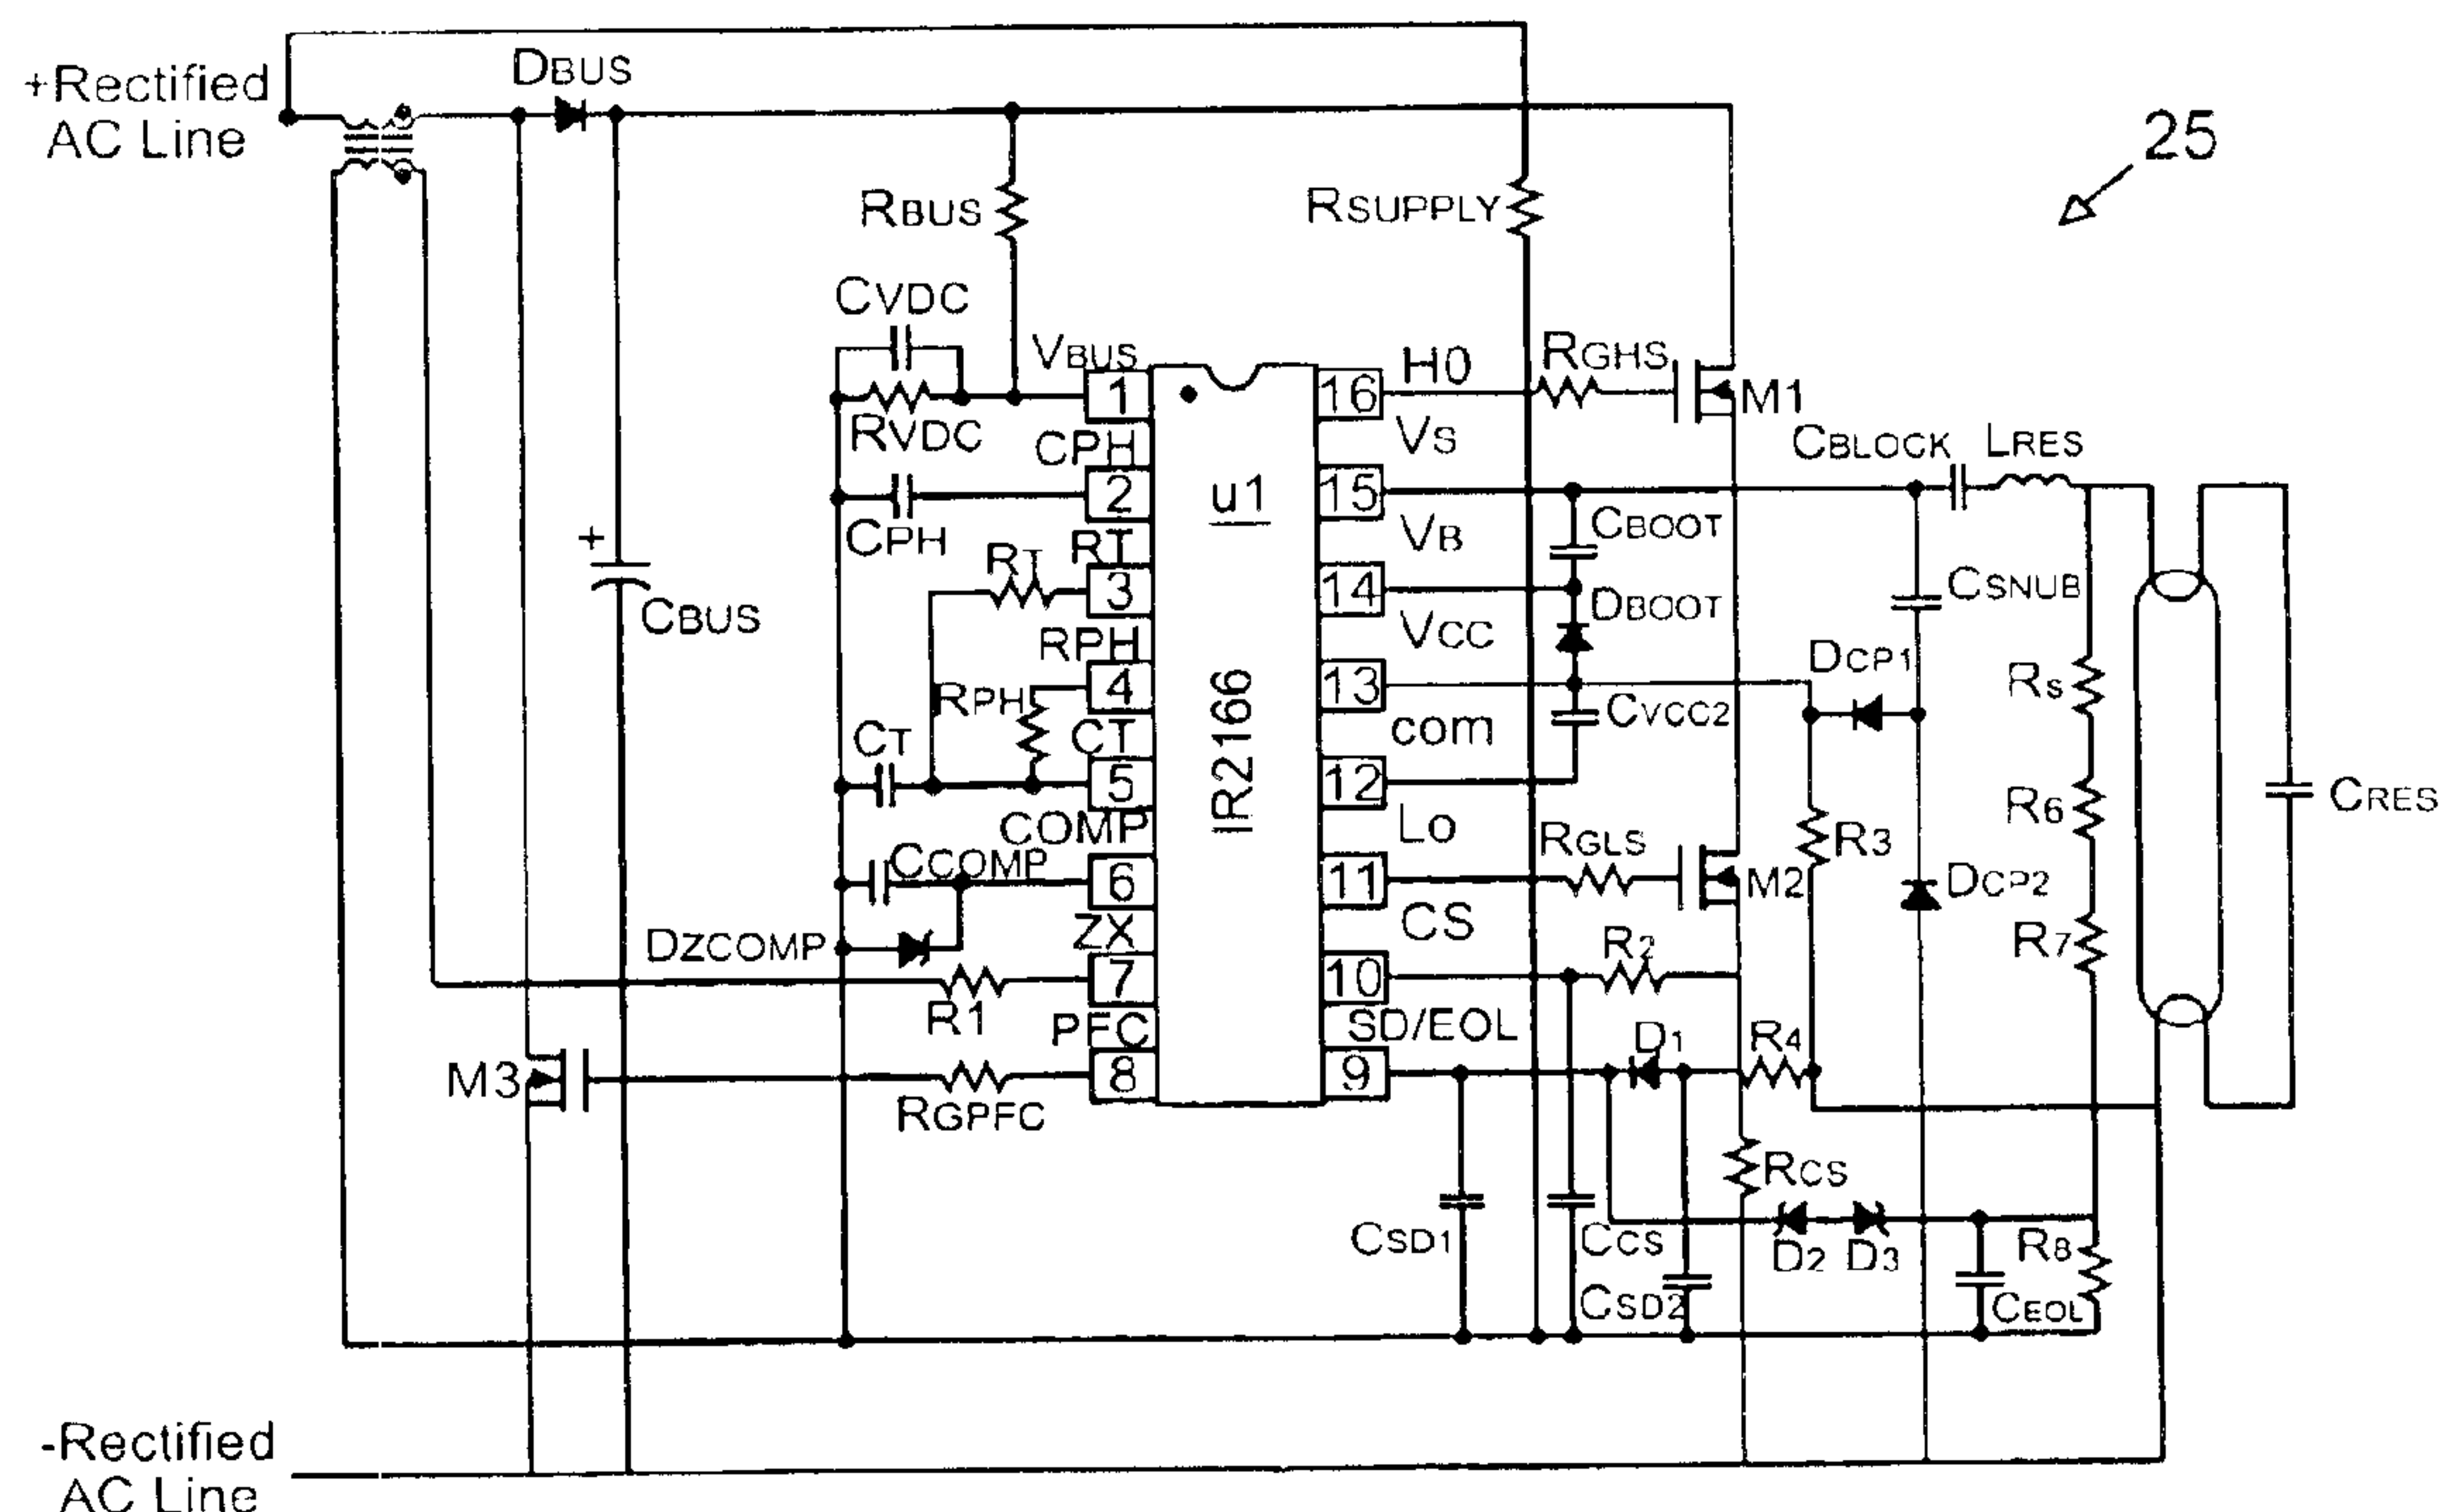 +Rectified
AC Line
DBUS
25
RBUS
RSUPPLY
CVDC
VBUS
1
16
H0
RGHS
M1
RVDC
CPH
VS
CBLOCK
LRES
2
u1
15
CPH
RT
VB
CBOOT
+
RT
3
14
DBOOT
CSNUB
CBUS
RPH
VCC
DCP1
RPH
4
IR2166
13
CVCC2
Rs
CT
CT
com
5
12
R6
CRES
COMP
Lo
R3
CCOMP
RGLS
6
11
M2
DCP2
DZCOMP
ZX
CS
R2
R7
7
10
R1
PFC
SD/EOL
D1
R4
M3
8
9
RGPFC
RCS
CSD1
CCS
D2
D3
R8
CSD2
CEOL
-Rectified
AC Line